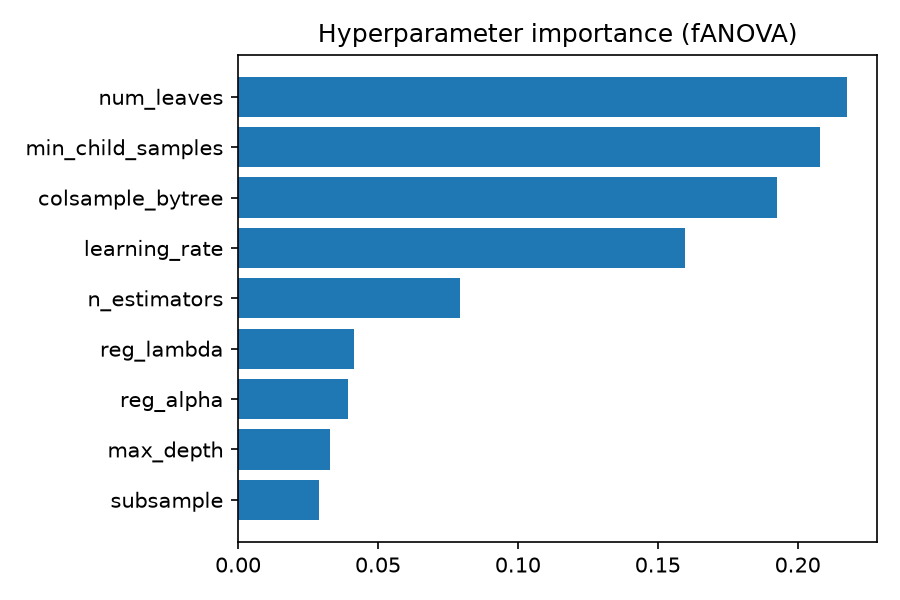 Hyperparameter importance (fANOVA)
num_leaves
min_child_samples
colsample_bytree
learning_rate
n_estimators
reg_lambda
reg_alpha
max_depth
subsample
0.00 0.05 0.10 0.15 0.20